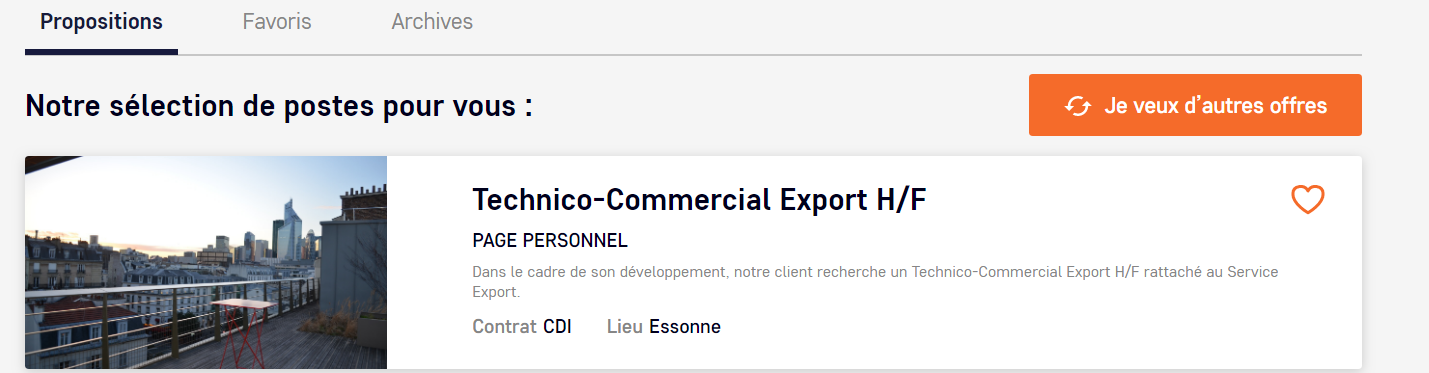 Propositions Favoris Archives
Notre sélection de postes pour vous :
Je veux d'autres offres
Technico-Commercial Export H/F
PAGE PERSONNEL
Dans le cadre de son développement, notre client recherche un Technico-Commercial Export H/F rattaché au Service
Export.
Contrat CDI Lieu Essonne